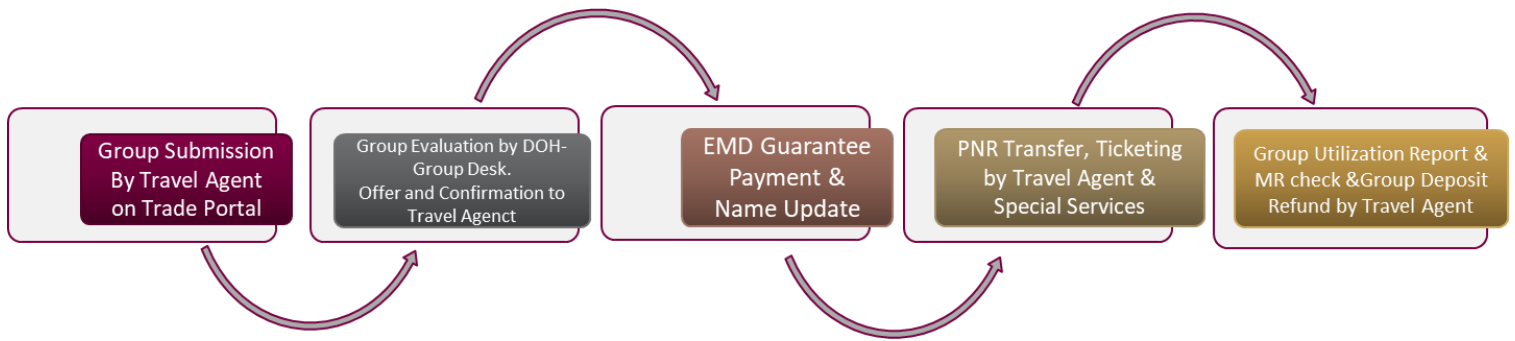 Group Submission
By Travel Agent
on Trade Portal
Group Evaluation by DOH-
Group Desk.
Offer and Confirmation to
Travel Agenct
EMD Guarantee
Payment &
Name Update
PNR Transfer, Ticketing
by Travel Agent &
Special Services
Group Utilization Report &
MR check &Group Deposit
Refund by Travel Agent